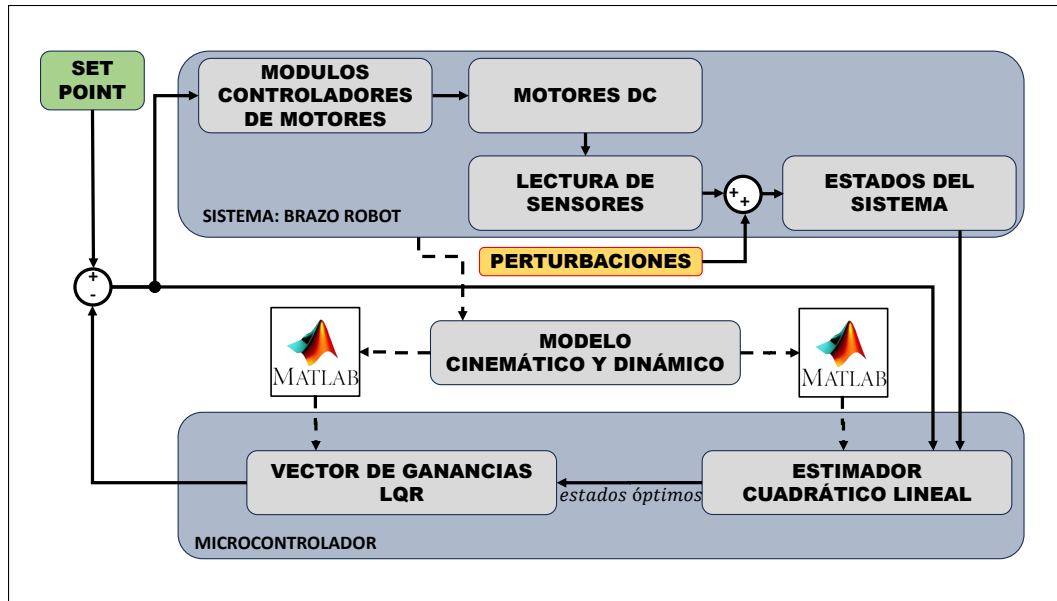 SET
POINT
MODULOS
CONTROLADORES
DE MOTORES
MOTORES DC
LECTURA DE
SENSORES
+
+
ESTADOS DEL
SISTEMA
SISTEMA: BRAZO ROBOT
PERTURBACIONES
+
-
MODELO
CINEMÁTICO Y DINÁMICO
MATLAB
MATLAB
VECTOR DE GANANCIAS
LQR
estados óptimos
ESTIMADOR
CUADRÁTICO LINEAL
MICROCONTROLADOR